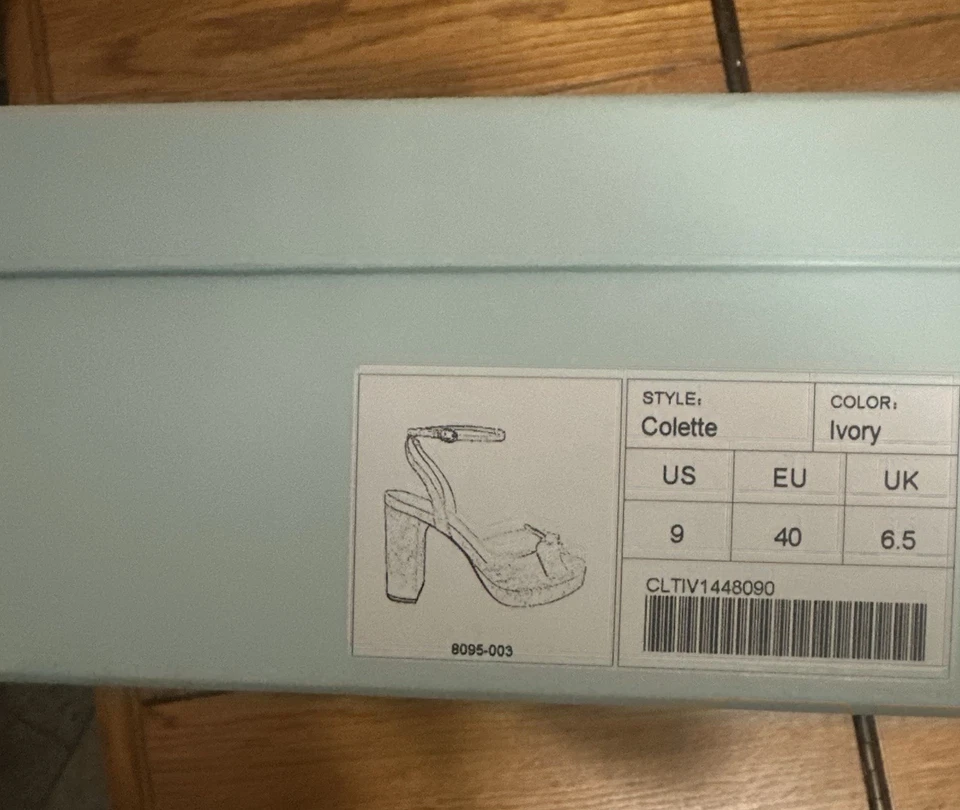 STYLE:
Colette
COLOR:
Ivory
US EU UK
9 40 6.5
CLTIV1448090
8095-003